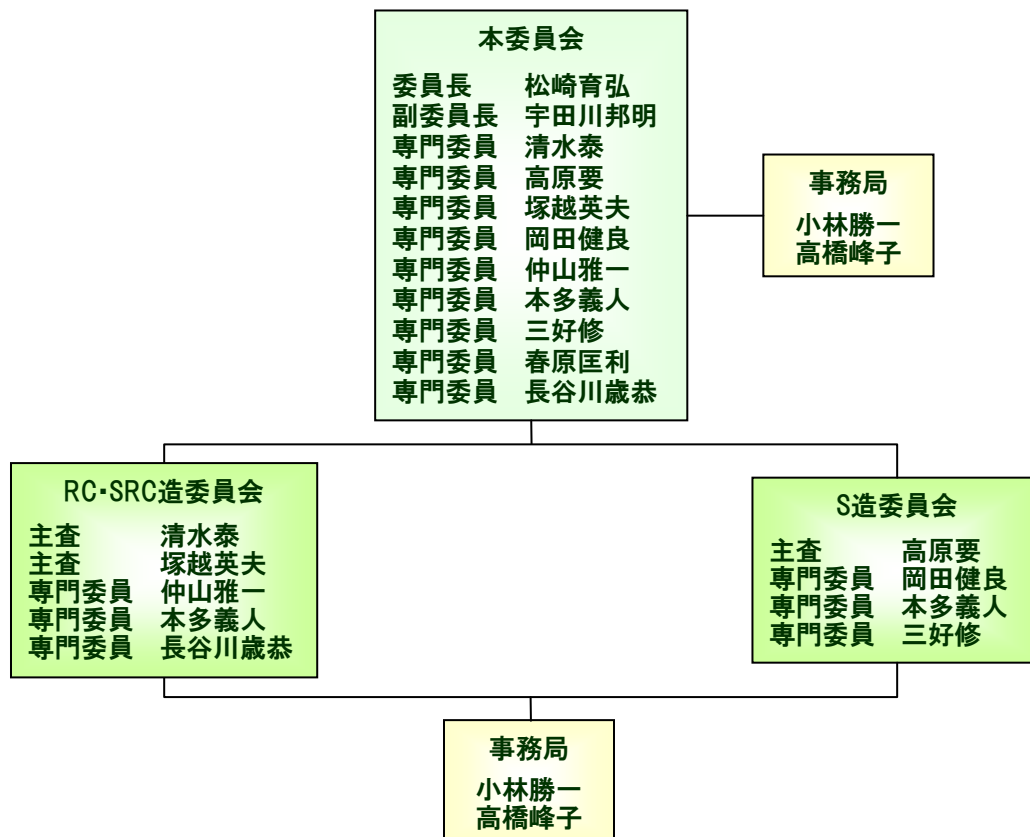 本委員会
委員長 松崎育弘
副委員長 宇田川邦明
専門委員 清水泰
専門委員 高原要
専門委員 塚越英夫
専門委員 岡田健良
専門委員 仲山雅一
専門委員 本多義人
専門委員 三好修
専門委員 春原匡利
専門委員 長谷川歳恭
事務局
小林勝一
高橋峰子
RC・SRC造委員会
主査 清水泰
主査 塚越英夫
専門委員 仲山雅一
専門委員 本多義人
専門委員 長谷川歳恭
S造委員会
主査 高原要
専門委員 岡田健良
専門委員 本多義人
専門委員 三好修
事務局
小林勝一
高橋峰子